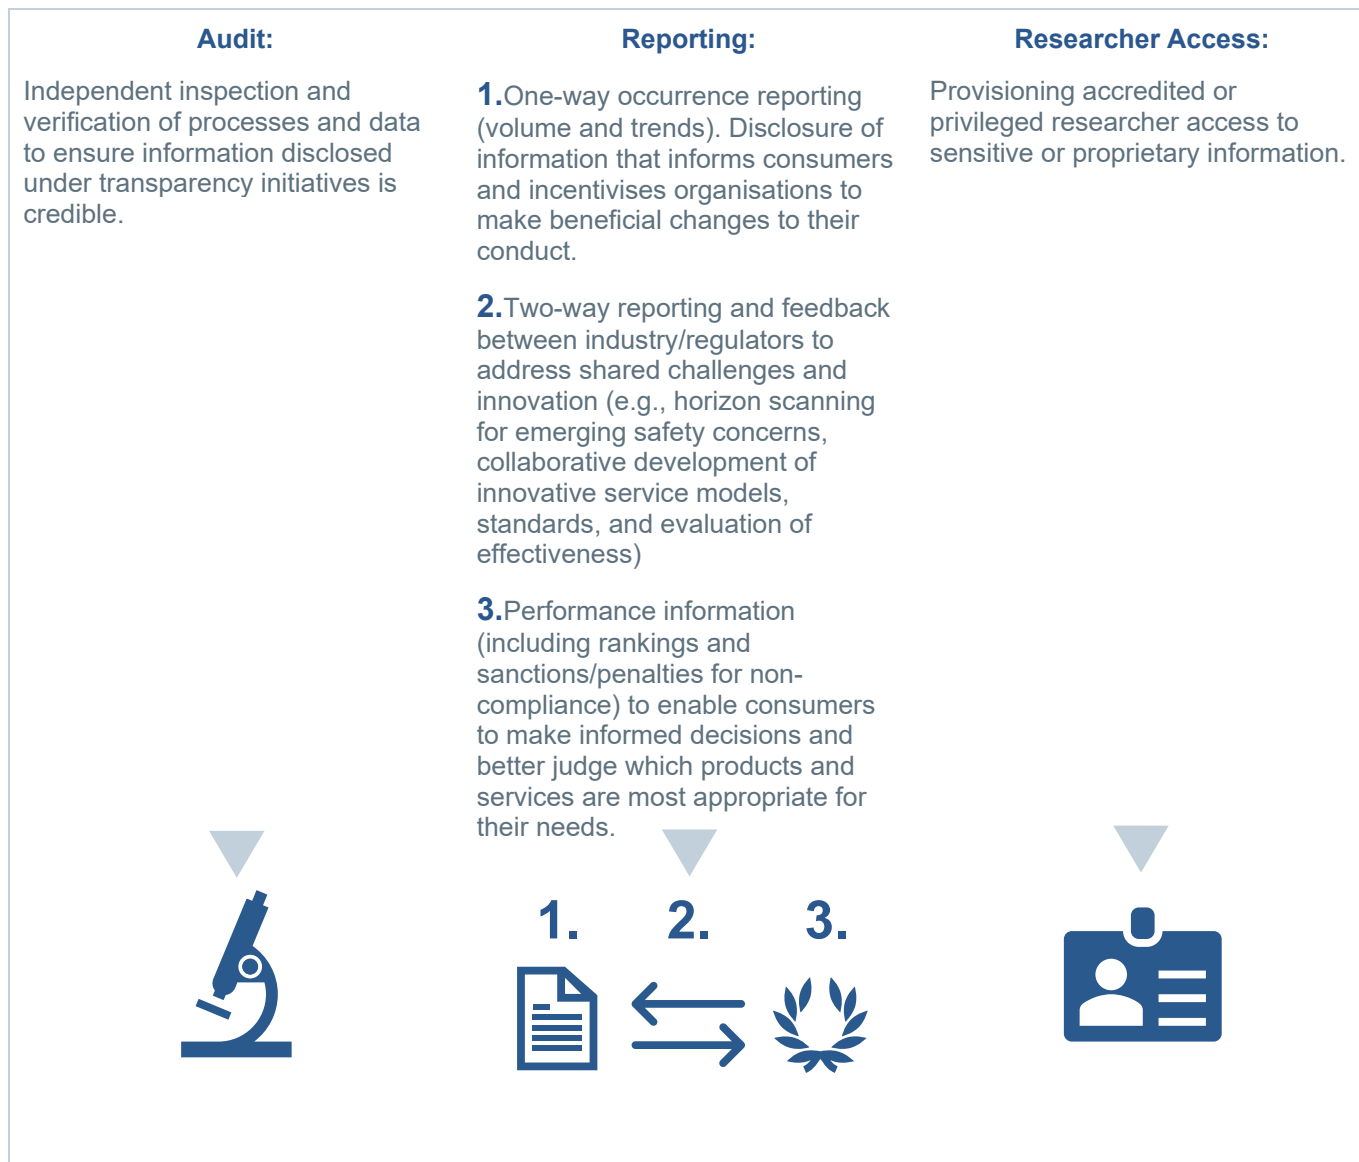 Audit:
Independent inspection and
verification of processes and data
to ensure information disclosed
under transparency initiatives is
credible.
Reporting:
1.One-way occurrence reporting
(volume and trends). Disclosure of
information that informs consumers
and incentivises organisations to
make beneficial changes to their
conduct.
2.Two-way reporting and feedback
between industry/regulators to
address shared challenges and
innovation (e.g., horizon scanning
for emerging safety concerns,
collaborative development of
innovative service models,
standards, and evaluation of
effectiveness)
3.Performance information
(including rankings and
sanctions/penalties for non-
compliance) to enable consumers
to make informed decisions and
better judge which products and
services are most appropriate for
their needs.
1. 2. 3.
Researcher Access:
Provisioning accredited or
privileged researcher access to
sensitive or proprietary information.